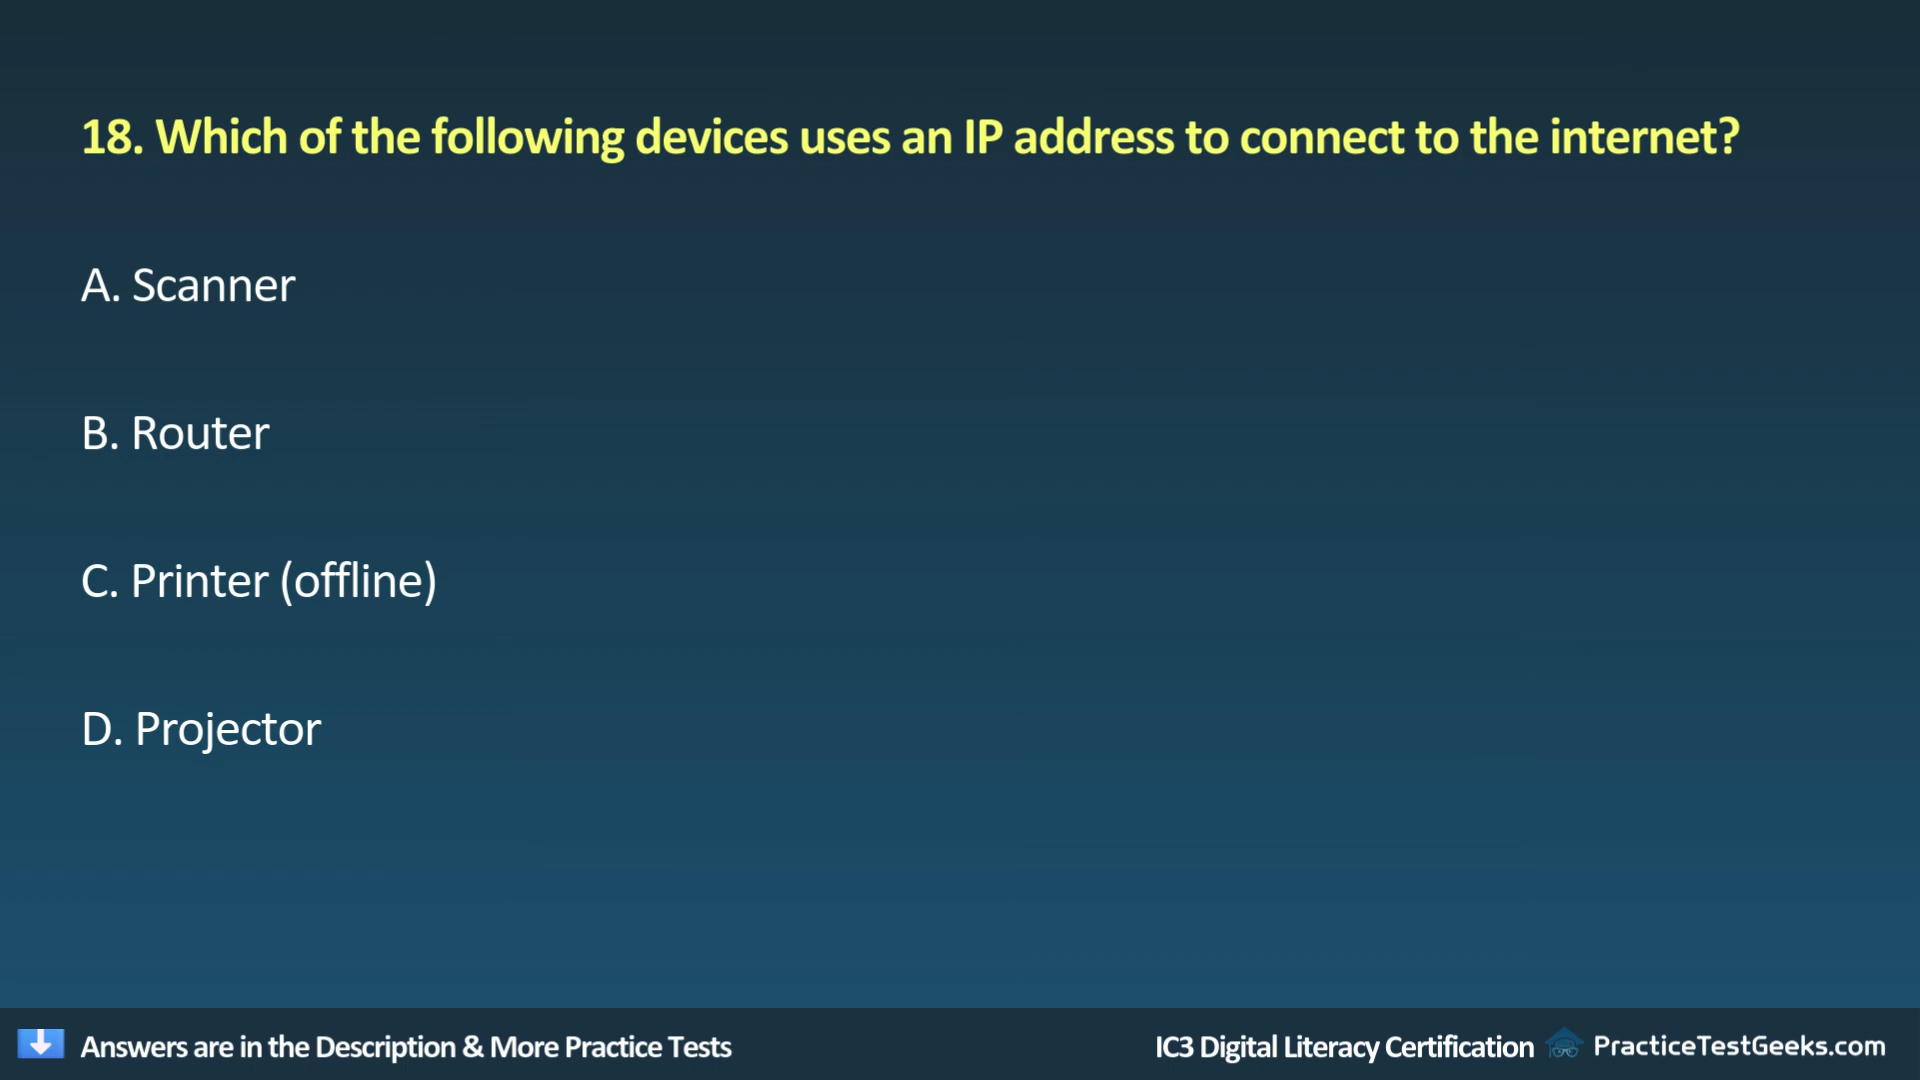 18. Which of the following devices uses an IP address to connect to the internet?
A. Scanner
B. Router
C. Printer (offline)
D. Projector
Answers are in the Description & More Practice Tests
IC3 Digital Literacy Certification
PracticeTestGeeks.com